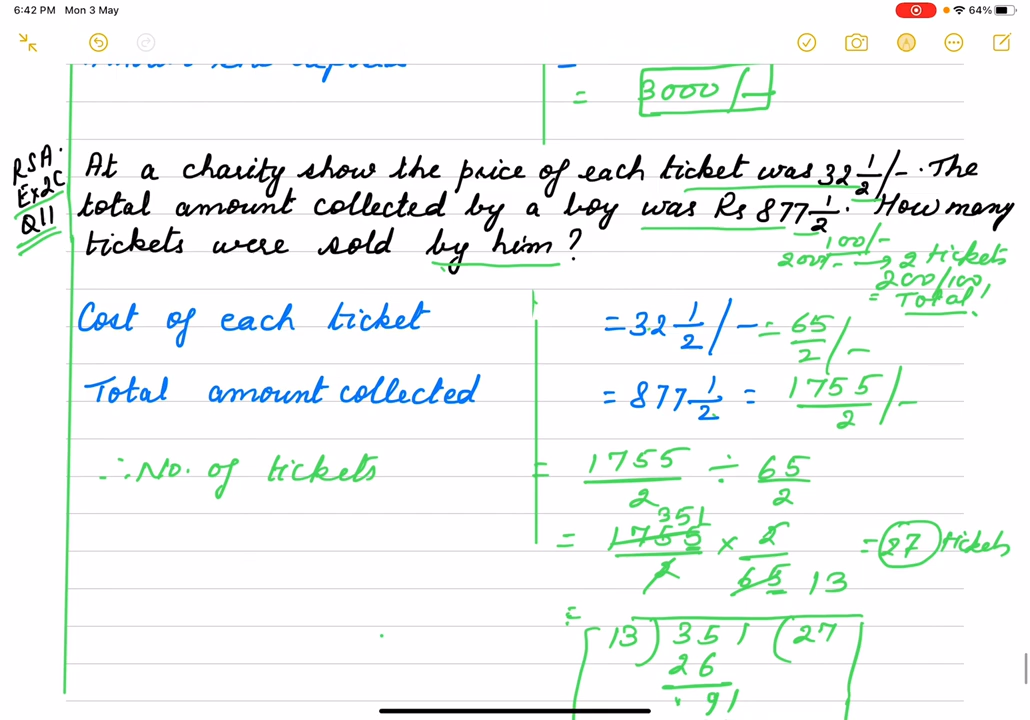 6:42 PM Mon 3 May
64%
= 3000/-
RSA.
Ex2C
Q11
At a charity show the price of each ticket was 32 1/2 /-. The
total amount collected by a boy was Rs 877 1/2. How many
tickets were sold by him?
100/-
200/- → 2 tickets
200/100
= Total
Cost of each ticket = 32 1/2 /- = 65/2 /-
Total amount collected = 877 1/2 = 1755/2 /-
∴ No. of tickets = 1755/2 ÷ 65/2
351
= 1755/2 × 2/65 13 = 27 tickets
=
13 ) 351 ( 27
26
91